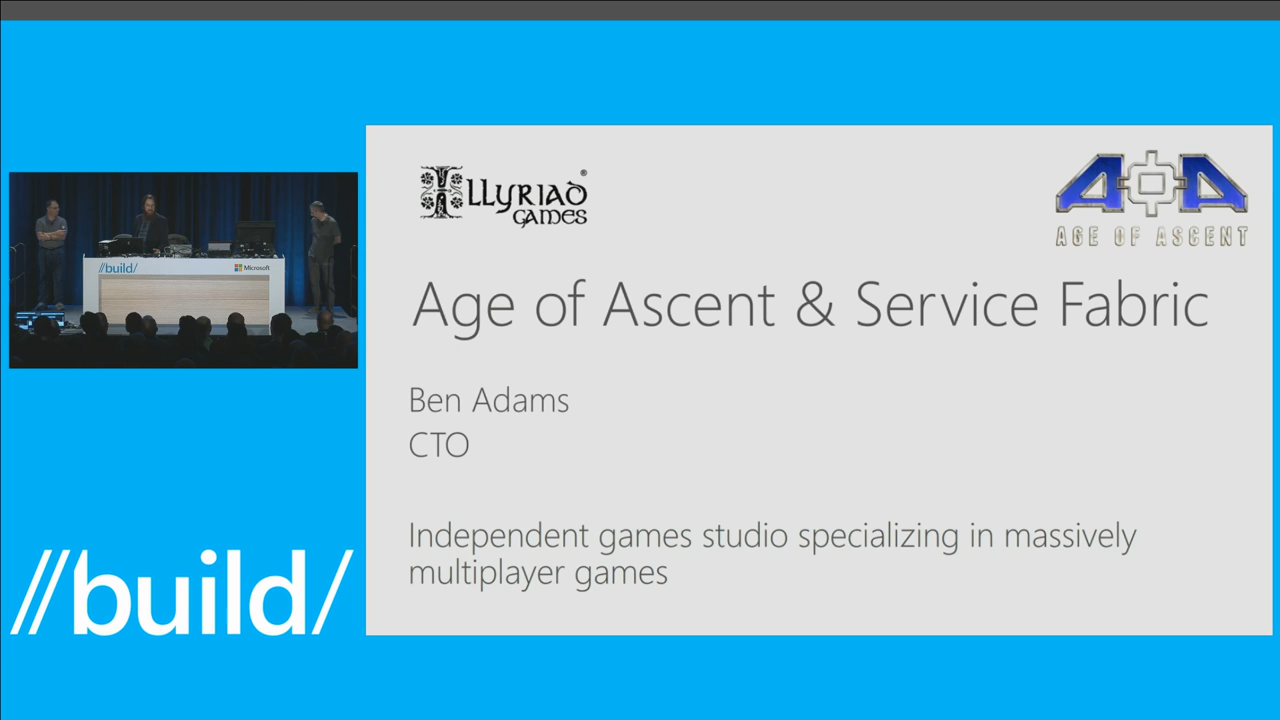 //build/
Microsoft
ILLYRIAD®
GAMES
AGE OF ASCENT
Age of Ascent & Service Fabric
Ben Adams
CTO
Independent games studio specializing in massively
multiplayer games
//build/